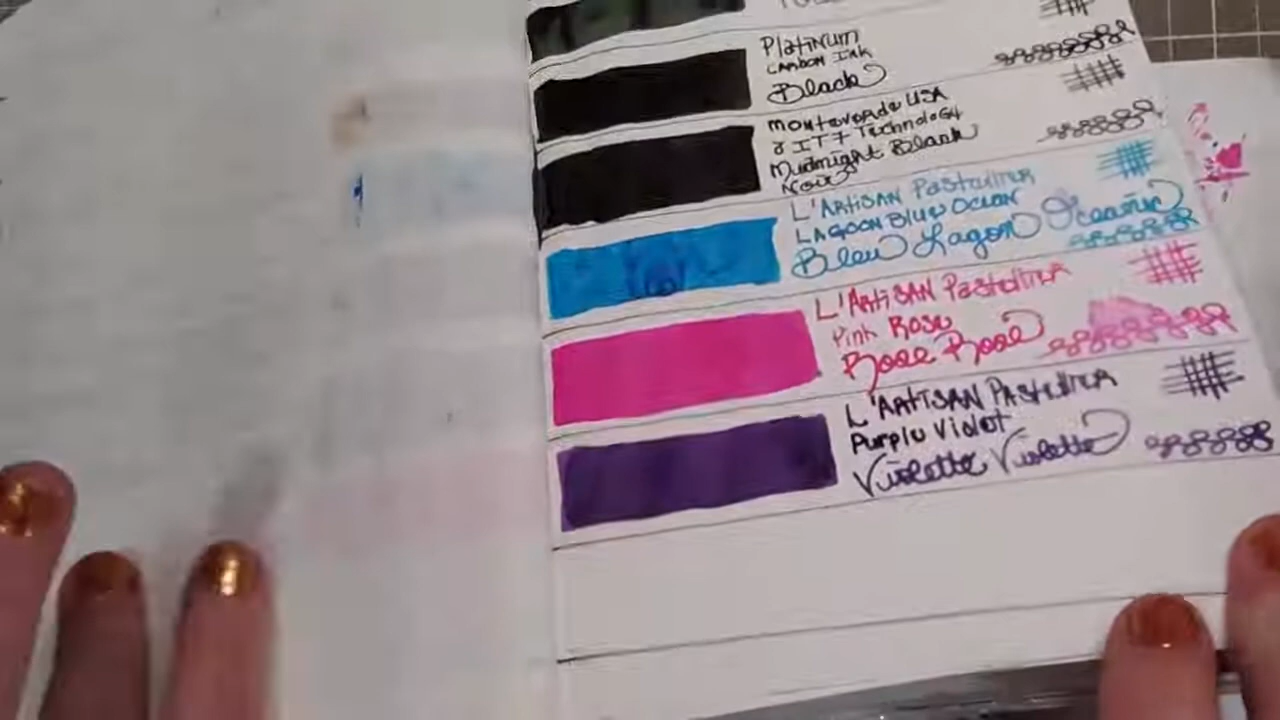 Platinum
Carbon Ink
Black
Monteverde USA
ITF Technology
Midnight Black
Noir
L'Artisan Pastellier
Lagoon Blue Ocean
Bleu Lagon Oceanic
L'Artisan Pastellier
Pink Rose
Rose Rose
L'Artisan Pastellier
Purple Violet
Violette Violette